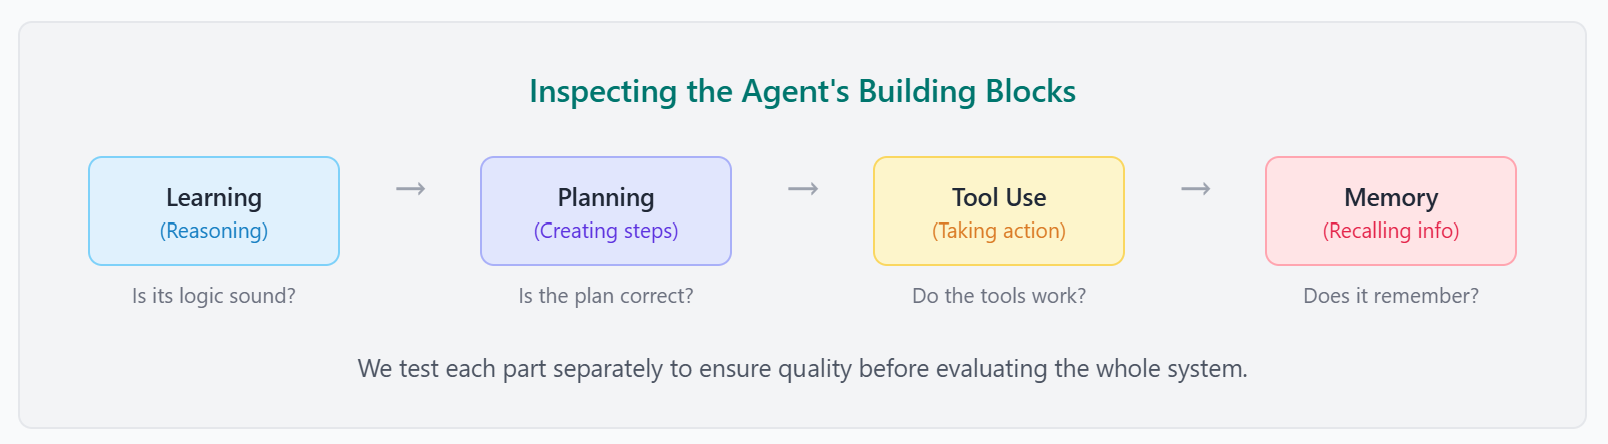 Inspecting the Agent's Building Blocks
Learning
(Reasoning)
Is its logic sound?
→
Planning
(Creating steps)
Is the plan correct?
→
Tool Use
(Taking action)
Do the tools work?
→
Memory
(Recalling info)
Does it remember?
We test each part separately to ensure quality before evaluating the whole system.